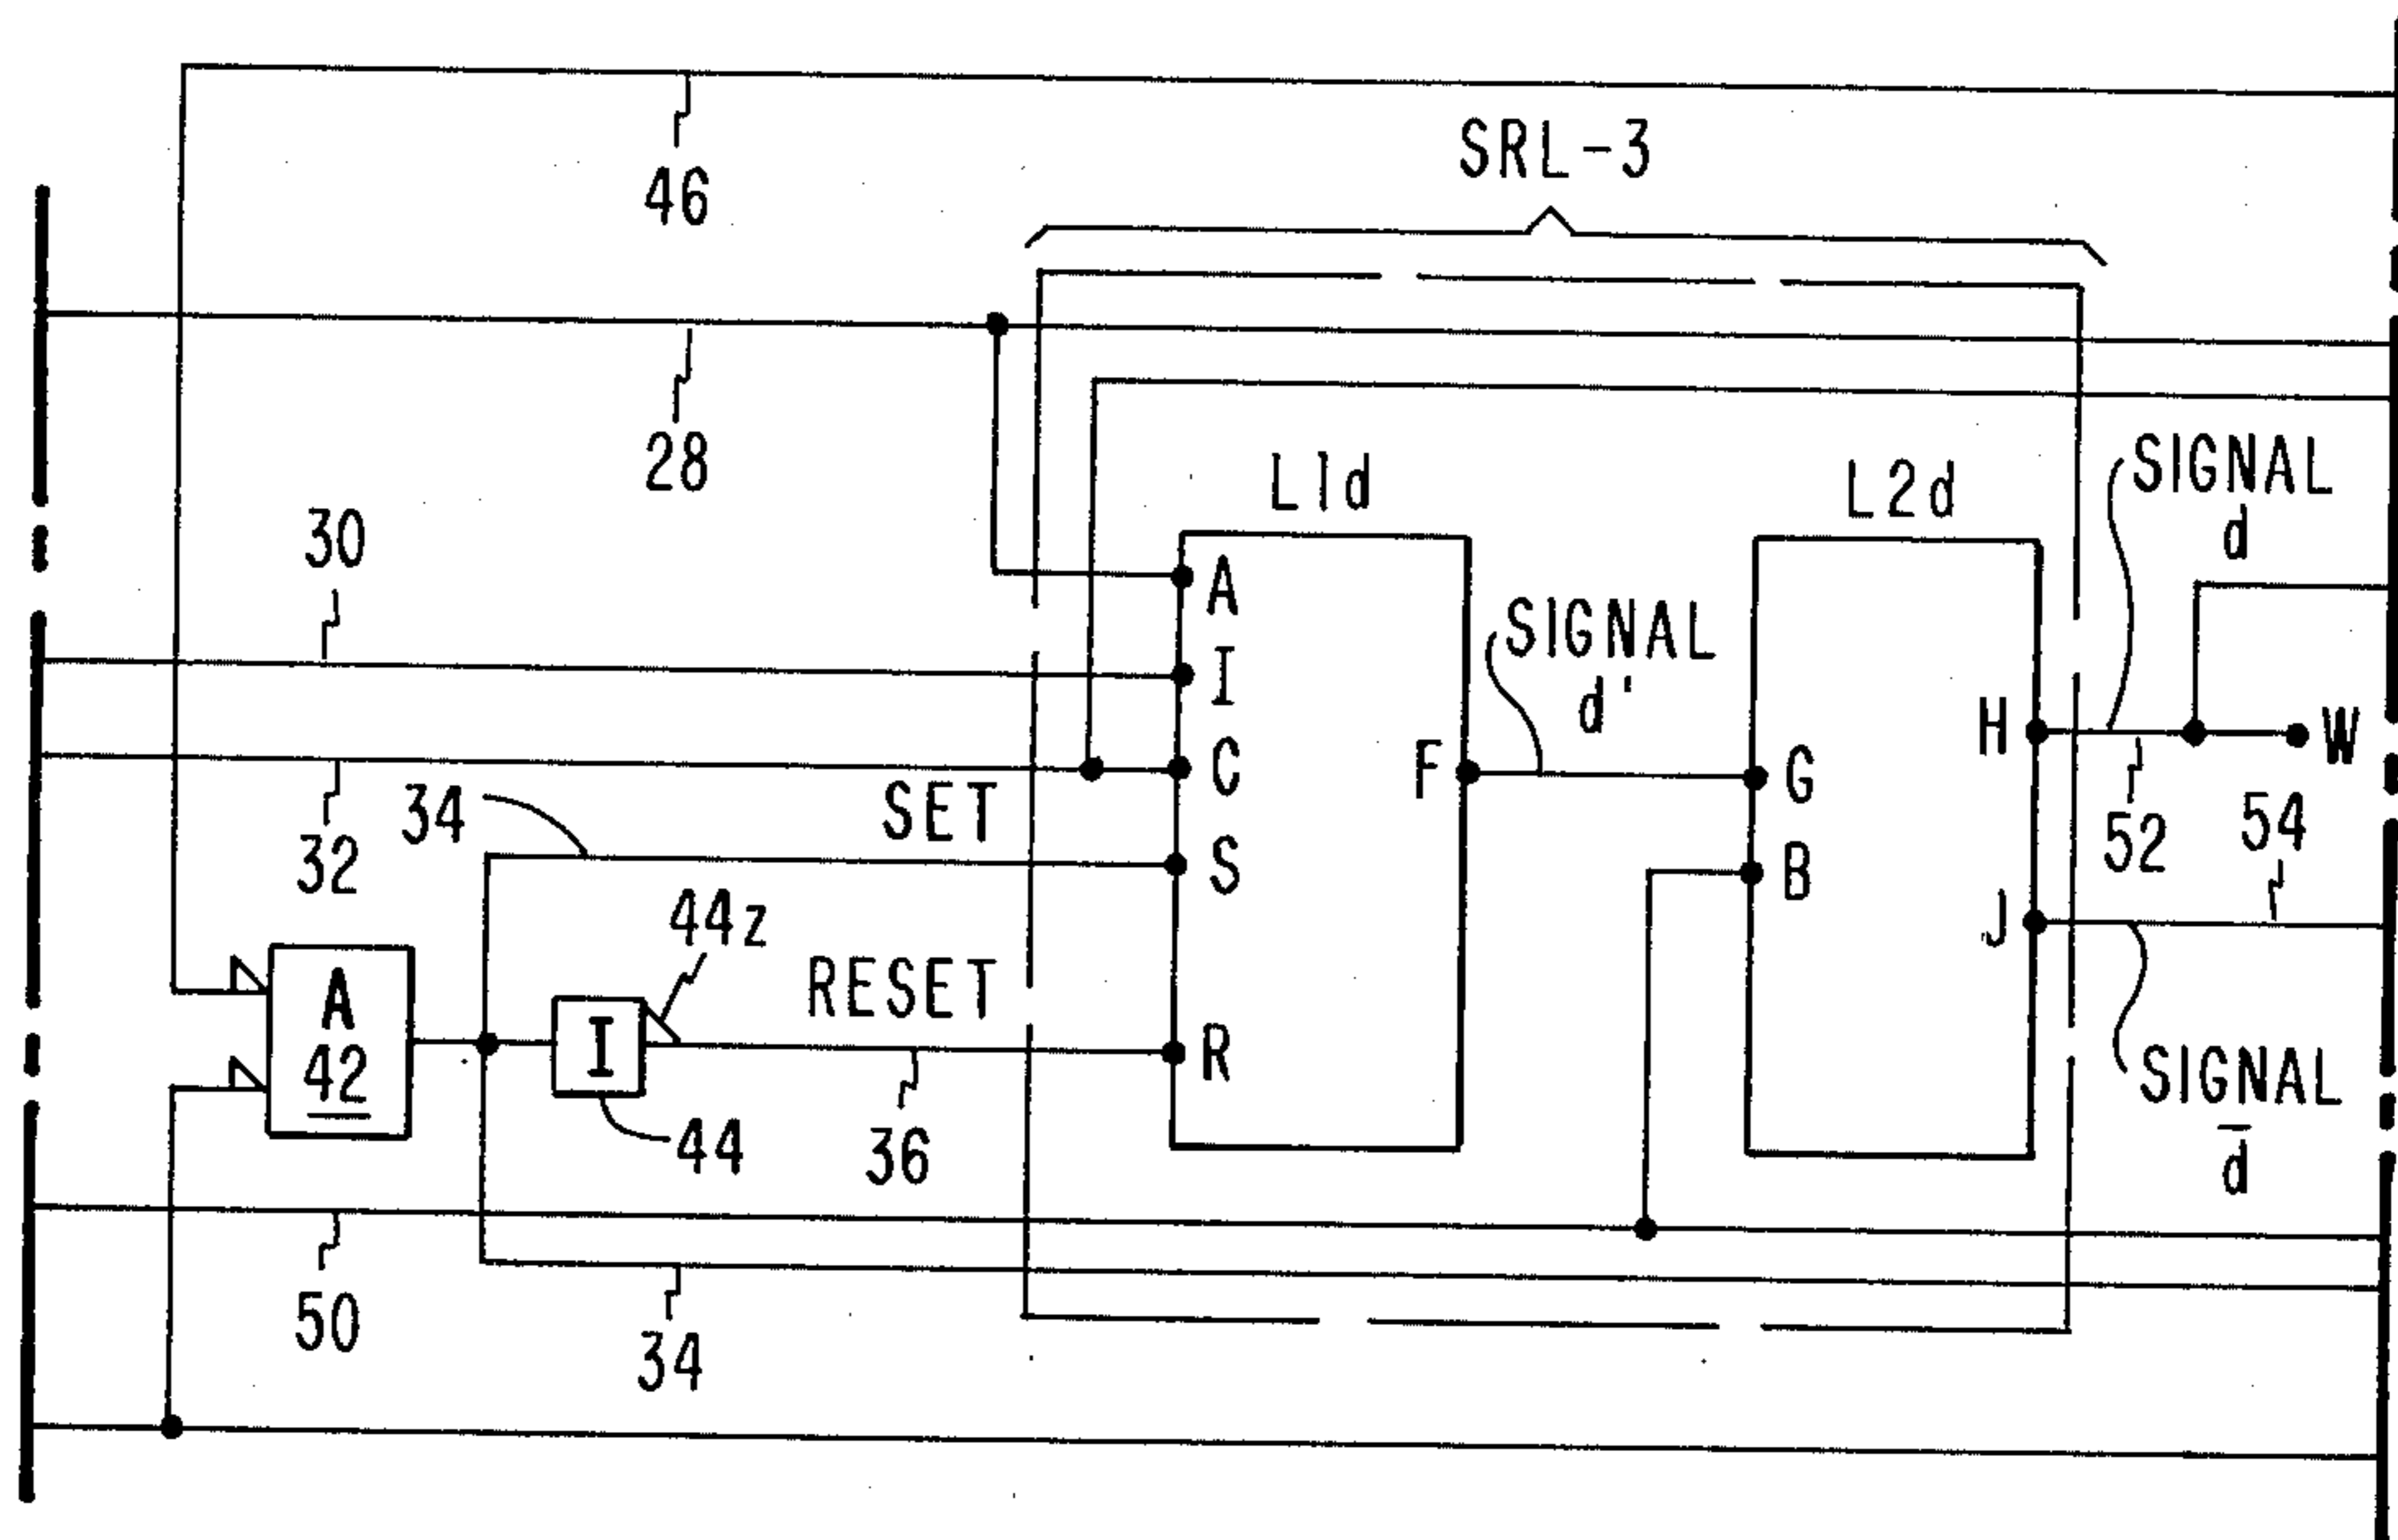 46
SRL-3
28
30
L1d
L2d
SIGNAL
d
A
I
C
S
R
SIGNAL
d'
F
G
B
H
J
W
52
54
32
34
SET
44z
RESET
A
42
I
44
36
SIGNAL
d̅
50
34